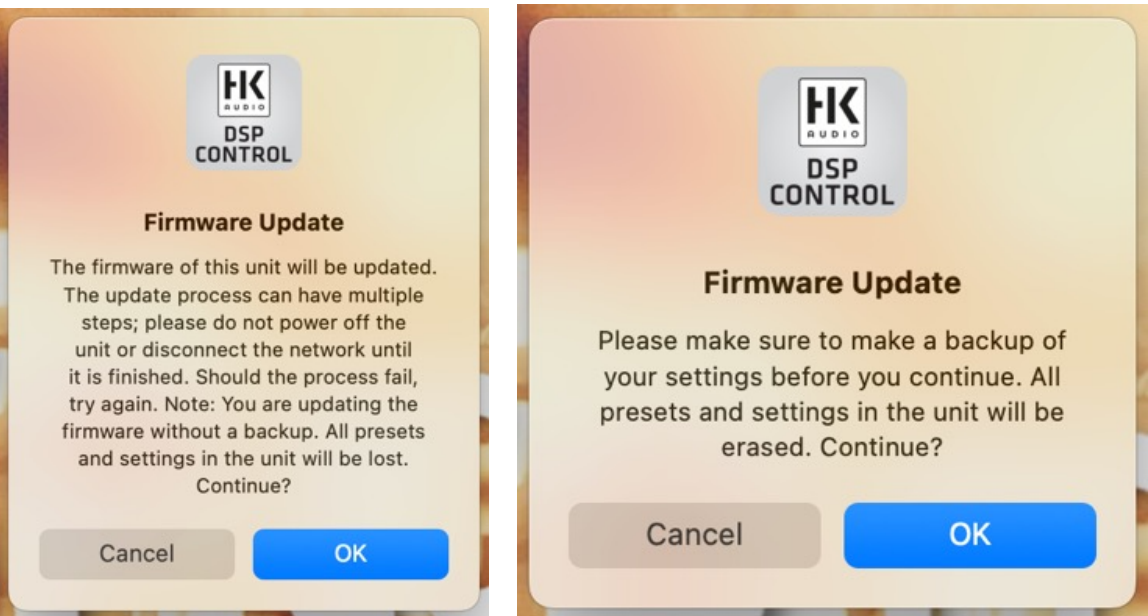 HK
AUDIO
DSP
CONTROL
Firmware Update
The firmware of this unit will be updated.
The update process can have multiple
steps; please do not power off the
unit or disconnect the network until
it is finished. Should the process fail,
try again. Note: You are updating the
firmware without a backup. All presets
and settings in the unit will be lost.
Continue?
Cancel
OK
HK
AUDIO
DSP
CONTROL
Firmware Update
Please make sure to make a backup of
your settings before you continue. All
presets and settings in the unit will be
erased. Continue?
Cancel
OK